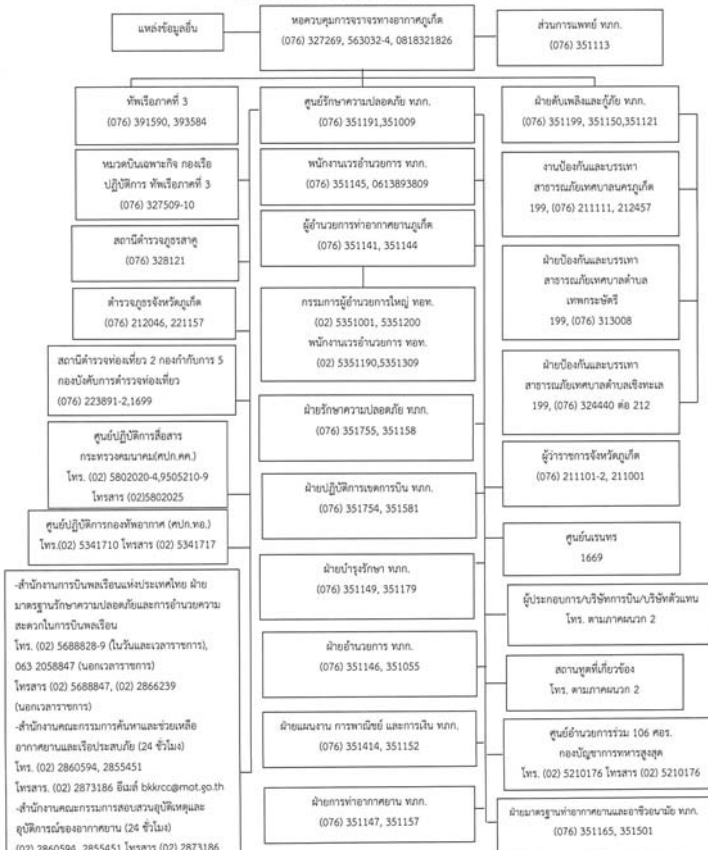 แหล่งข้อมูลอื่น
หอควบคุมการจราจรทางอากาศภูเก็ต
(076) 327269, 563032-4, 0818321826
ส่วนการแพทย์ ทภก.
(076) 351113
ทัพเรือภาคที่ 3
(076) 391590, 393584
หมวดบินเฉพาะกิจ กองเรือ
ปฏิบัติการ ทัพเรือภาคที่ 3
(076) 327509-10
สถานีตำรวจภูธรสาคู
(076) 328121
ตำรวจภูธรจังหวัดภูเก็ต
(076) 212046, 221157
สถานีตำรวจท่องเที่ยว 2 กองกำกับการ 5
กองบังคับการตำรวจท่องเที่ยว
(076) 223891-2,1699
ศูนย์ปฏิบัติการสื่อสาร
กระทรวงคมนาคม(ศปก.คค.)
โทร. (02) 5802020-4,9505210-9
โทรสาร (02)5802025
ศูนย์ปฏิบัติการกองทัพอากาศ (ศปก.ทอ.)
โทร.(02) 5341710 โทรสาร (02) 5341717
-สำนักงานการบินพลเรือนแห่งประเทศไทย ฝ่าย
มาตรฐานรักษาความปลอดภัยและการอำนวยความ
สะดวกในการบินพลเรือน
โทร. (02) 5688828-9 (ในวันและเวลาราชการ),
063 2058847 (นอกเวลาราชการ)
โทรสาร (02) 5688847, (02) 2866239
(นอกเวลาราชการ)
-สำนักงานคณะกรรมการค้นหาและช่วยเหลือ
อากาศยานและเรือประสบภัย (24 ชั่วโมง)
โทร. (02) 2860594, 2855451
โทรสาร. (02) 2873186 อีเมล์ bkkrcc@mot.go.th
-สำนักงานคณะกรรมการสอบสวนอุบัติเหตุและ
อุบัติการณ์ของอากาศยาน (24 ชั่วโมง)
(02) 2860594, 2855451 โทรสาร (02) 2873186
ศูนย์รักษาความปลอดภัย ทภก.
(076) 351191,351009
พนักงานเวรอำนวยการ ทภก.
(076) 351145, 0613893809
ผู้อำนวยการท่าอากาศยานภูเก็ต
(076) 351141, 351144
กรรมการผู้อำนวยการใหญ่ ทอท.
(02) 5351001, 5351200
พนักงานเวรอำนวยการ ทอท.
(02) 5351190,5351309
ฝ่ายรักษาความปลอดภัย ทภก.
(076) 351755, 351158
ฝ่ายปฏิบัติการเขตการบิน ทภก.
(076) 351754, 351581
ฝ่ายบำรุงรักษา ทภก.
(076) 351149, 351179
ฝ่ายอำนวยการ ทภก.
(076) 351146, 351055
ฝ่ายแผนงาน การพาณิชย์ และการเงิน ทภก.
(076) 351414, 351152
ฝ่ายการท่าอากาศยาน ทภก.
(076) 351147, 351157
ฝ่ายดับเพลิงและกู้ภัย ทภก.
(076) 351199, 351150,351121
งานป้องกันและบรรเทา
สาธารณภัยเทศบาลนครภูเก็ต
199, (076) 211111, 212457
ฝ่ายป้องกันและบรรเทา
สาธารณภัยเทศบาลตำบล
เทพกระษัตรี
199, (076) 313008
ฝ่ายป้องกันและบรรเทา
สาธารณภัยเทศบาลตำบลเชิงทะเล
199, (076) 324440 ต่อ 212
ผู้ว่าราชการจังหวัดภูเก็ต
(076) 211101-2, 211001
ศูนย์นเรนทร
1669
ผู้ประกอบการ/บริษัทการบิน/บริษัทตัวแทน
โทร. ตามภาคผนวก 2
สถานทูตที่เกี่ยวข้อง
โทร. ตามภาคผนวก 2
ศูนย์อำนวยการร่วม 106 ศอร.
กองบัญชาการทหารสูงสุด
โทร. (02) 5210176 โทรสาร (02) 5210176
ฝ่ายมาตรฐานท่าอากาศยานและอาชีวอนามัย ทภก.
(076) 351165, 351501